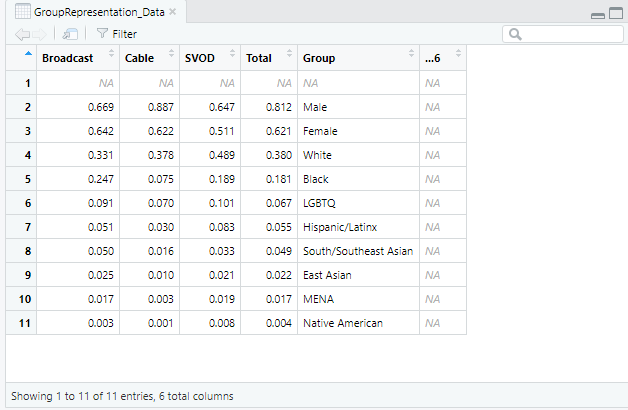 GroupRepresentation_Data
Filter
Broadcast Cable SVOD Total Group ...6
1 NA NA NA NA NA NA
2 0.669 0.887 0.647 0.812 Male NA
3 0.642 0.622 0.511 0.621 Female NA
4 0.331 0.378 0.489 0.380 White NA
5 0.247 0.075 0.189 0.181 Black NA
6 0.091 0.070 0.101 0.067 LGBTQ NA
7 0.051 0.030 0.083 0.055 Hispanic/Latinx NA
8 0.050 0.016 0.033 0.049 South/Southeast Asian NA
9 0.025 0.010 0.021 0.022 East Asian NA
10 0.017 0.003 0.019 0.017 MENA NA
11 0.003 0.001 0.008 0.004 Native American NA
Showing 1 to 11 of 11 entries, 6 total columns